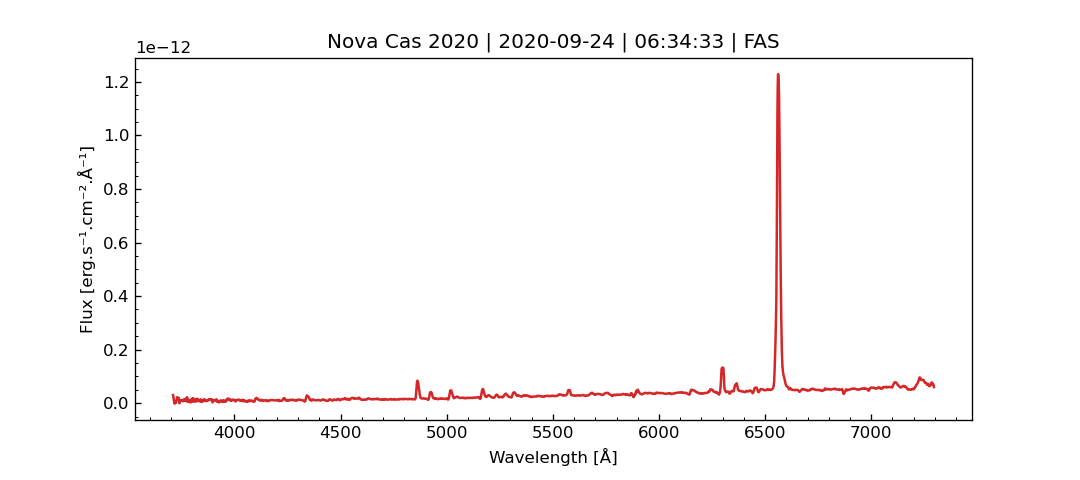 Nova Cas 2020 | 2020-09-24 | 06:34:33 | FAS
1e−12
1.2
1.0
0.8
0.6
0.4
0.2
0.0
Flux [erg.s⁻¹.cm⁻².Å⁻¹]
4000 4500 5000 5500 6000 6500 7000
Wavelength [Å]